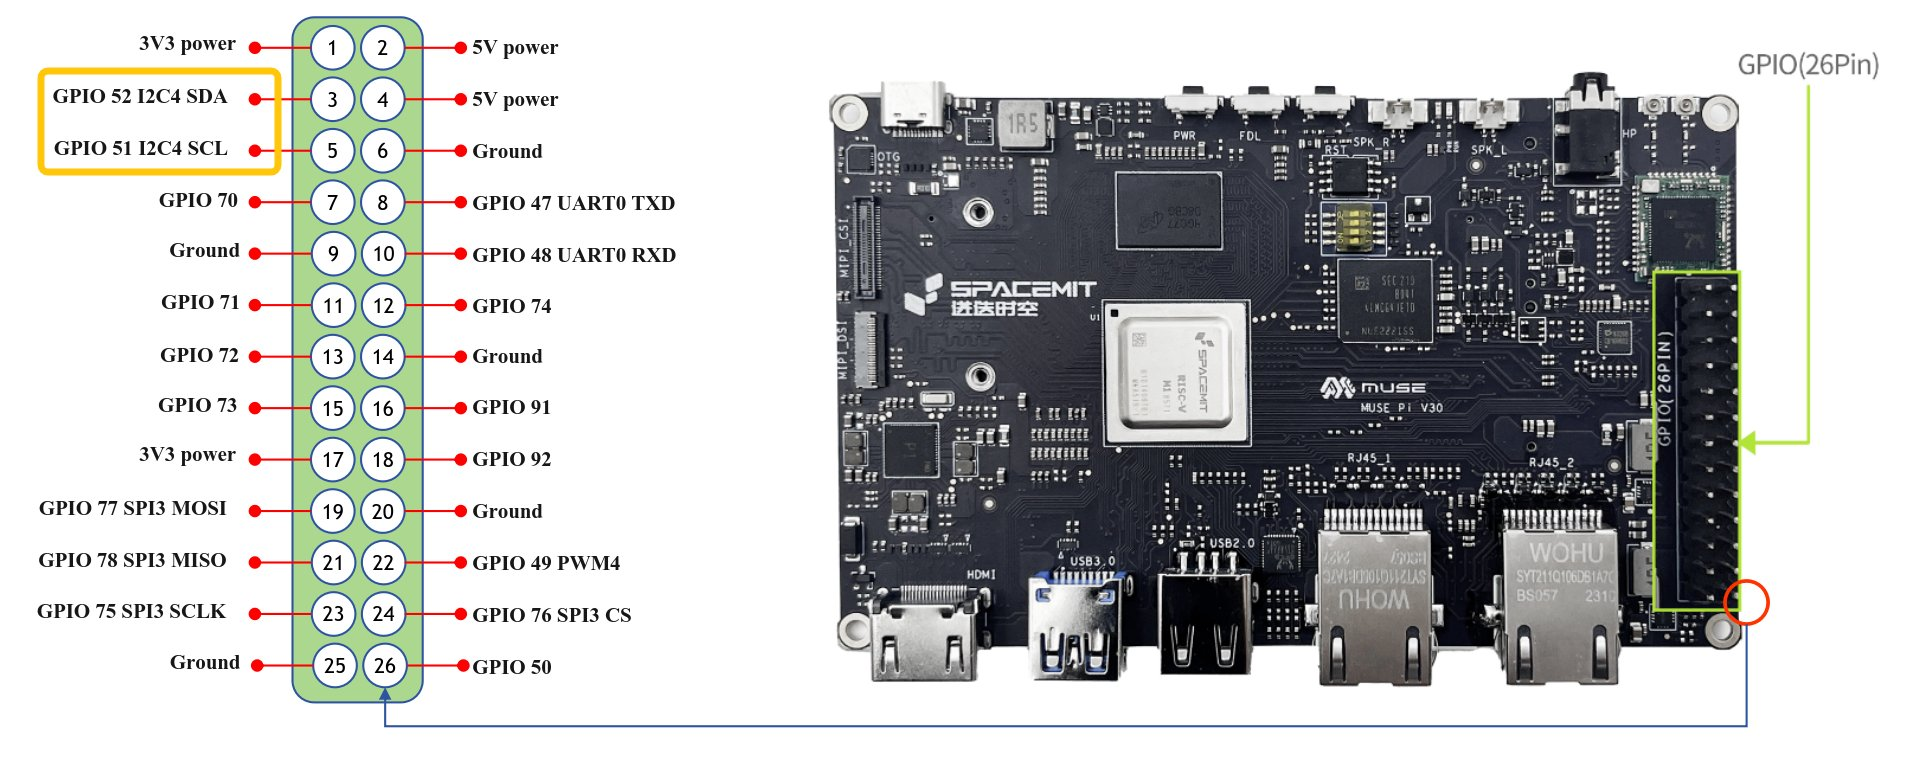 3V3 power
1
2
5V power
GPIO 52 I2C4 SDA
3
4
5V power
GPIO 51 I2C4 SCL
5
6
Ground
GPIO 70
7
8
GPIO 47 UART0 TXD
Ground
9
10
GPIO 48 UART0 RXD
GPIO 71
11
12
GPIO 74
GPIO 72
13
14
Ground
GPIO 73
15
16
GPIO 91
3V3 power
17
18
GPIO 92
GPIO 77 SPI3 MOSI
19
20
Ground
GPIO 78 SPI3 MISO
21
22
GPIO 49 PWM4
GPIO 75 SPI3 SCLK
23
24
GPIO 76 SPI3 CS
Ground
25
26
GPIO 50
GPIO(26Pin)
1R5
OTG
PWR
FDL
RST
SPK_R
SPK_L
HP
MIPI_CSI
SPACEMIT
进迭时空
U1
MIPI_DSI
SPACEMIT
RISC-V
M1
MUSE
MUSE Pi V30
GPIO(26PIN)
RJ45_1
RJ45_2
HDMI
USB3.0
USB2.0
WOHU
SYT211Q106DB1A7C
BS057
WOHU
SYT211Q106DB1A7C
BS057 231C